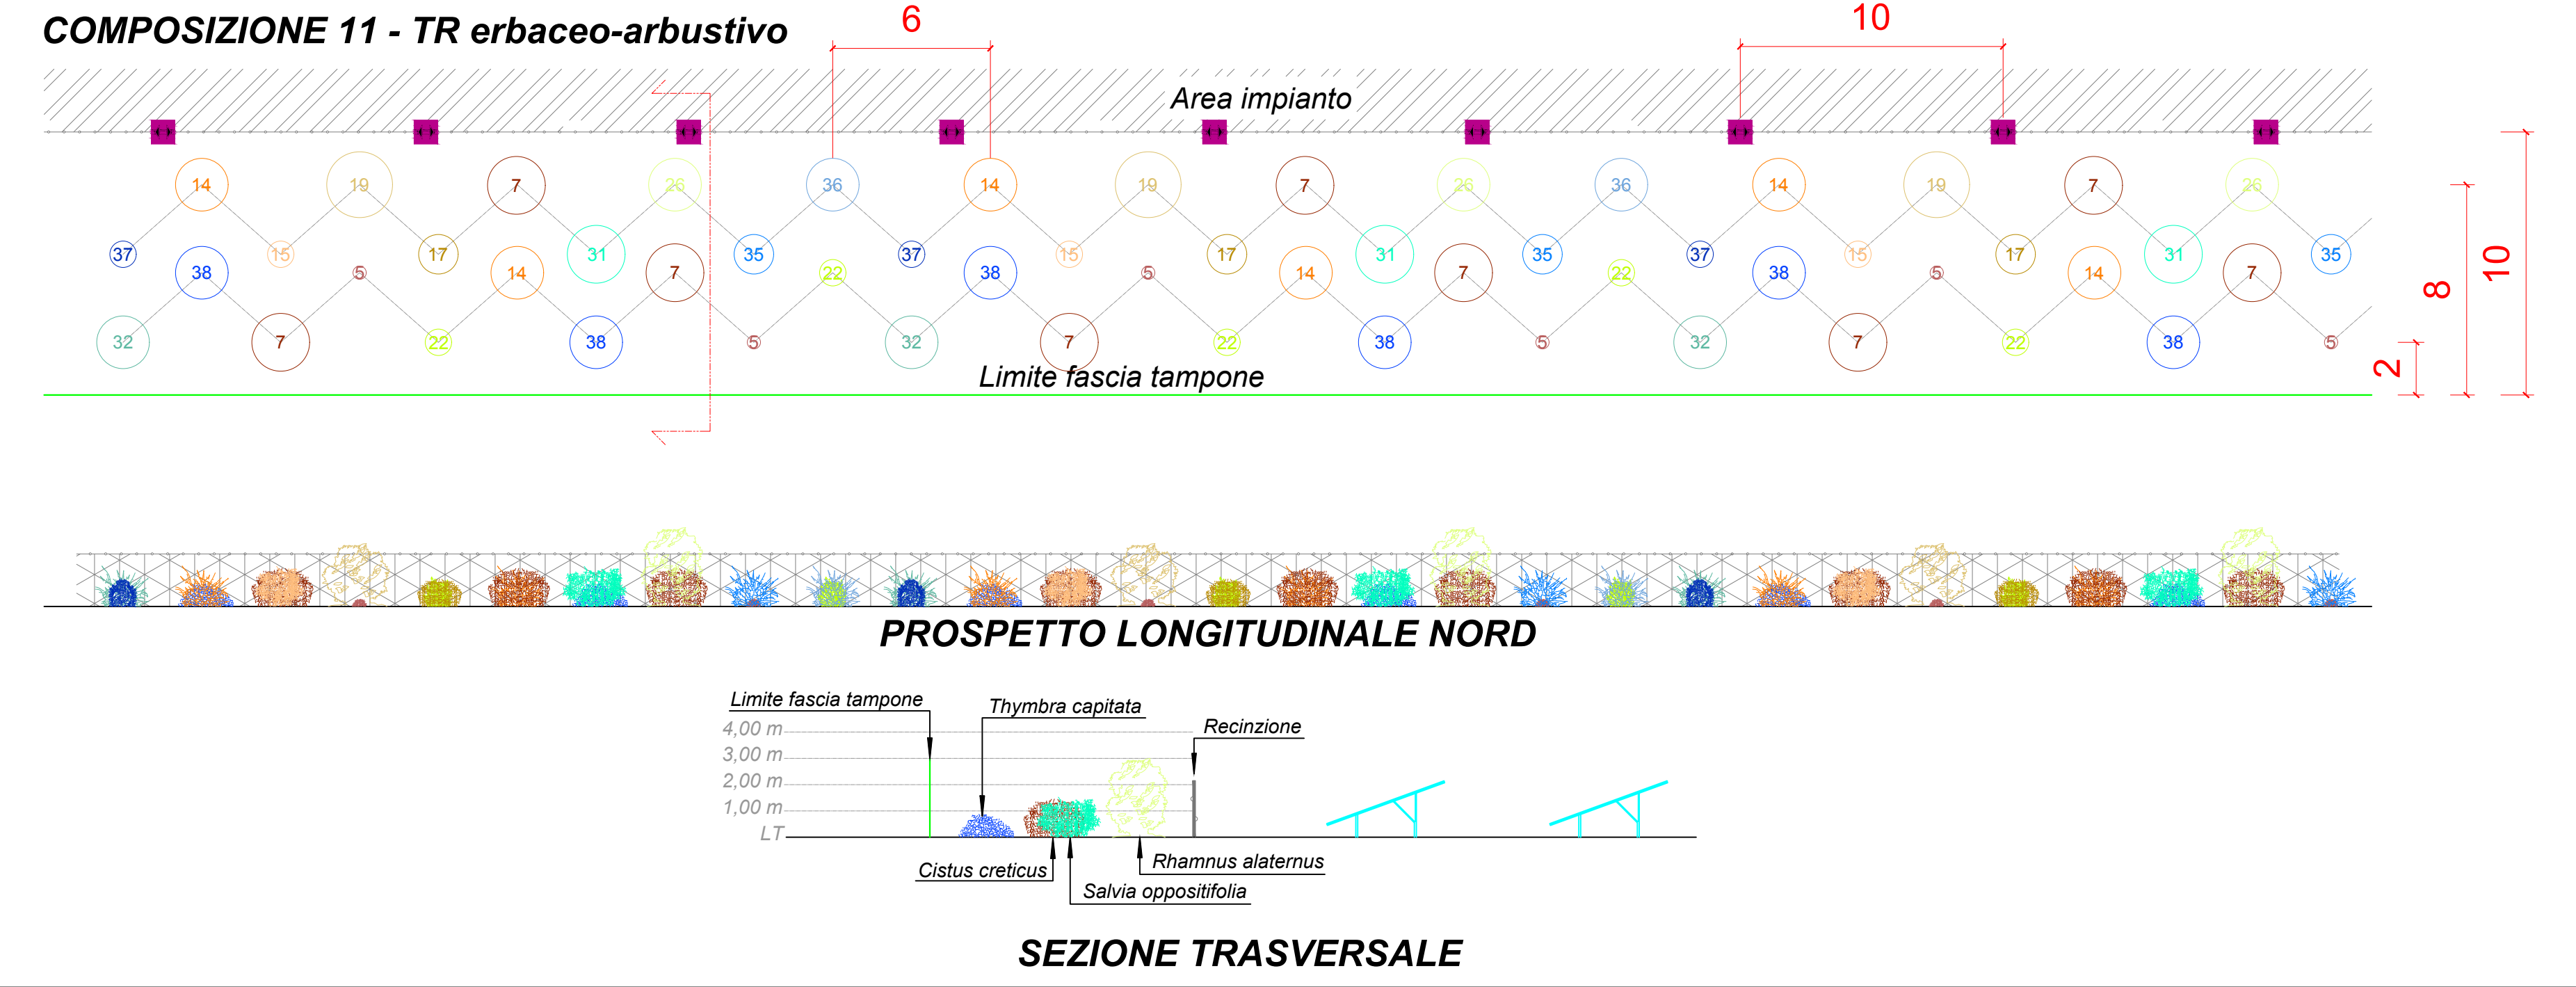 COMPOSIZIONE 11 - TR erbaceo-arbustivo
6
10
Area impianto
14 19 7 26 36 14 19 7 26 36 14 19 7 26
37 15 17 31 35 37 15 17 31 35 37 15 17 31 35
38 5 14 7 22 38 5 14 7 22 38 5 14 7
32 7 22 38 5 32 7 22 38 5 32 7 22 38 5
2
8
10
Limite fascia tampone
PROSPETTO LONGITUDINALE NORD
Limite fascia tampone
Thymbra capitata
Recinzione
4,00 m
3,00 m
2,00 m
1,00 m
LT
Cistus creticus
Rhamnus alaternus
Salvia oppositifolia
SEZIONE TRASVERSALE